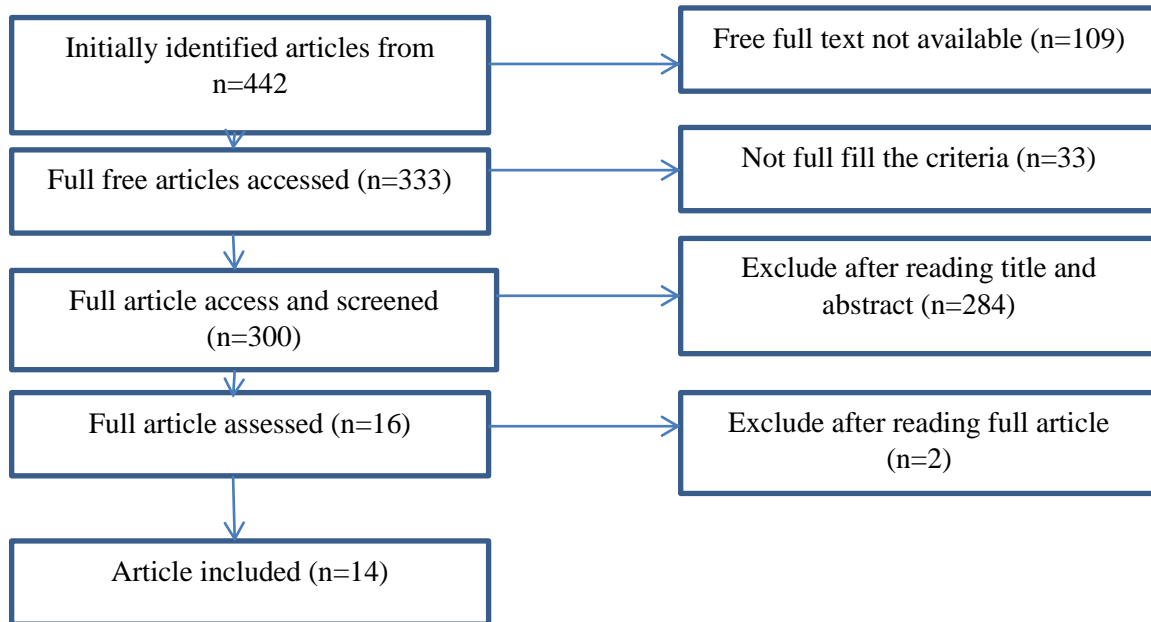 Initially identified articles from
n=442
Free full text not available (n=109)
Full free articles accessed (n=333)
Not full fill the criteria (n=33)
Full article access and screened
(n=300)
Exclude after reading title and
abstract (n=284)
Full article assessed (n=16)
Exclude after reading full article
(n=2)
Article included (n=14)